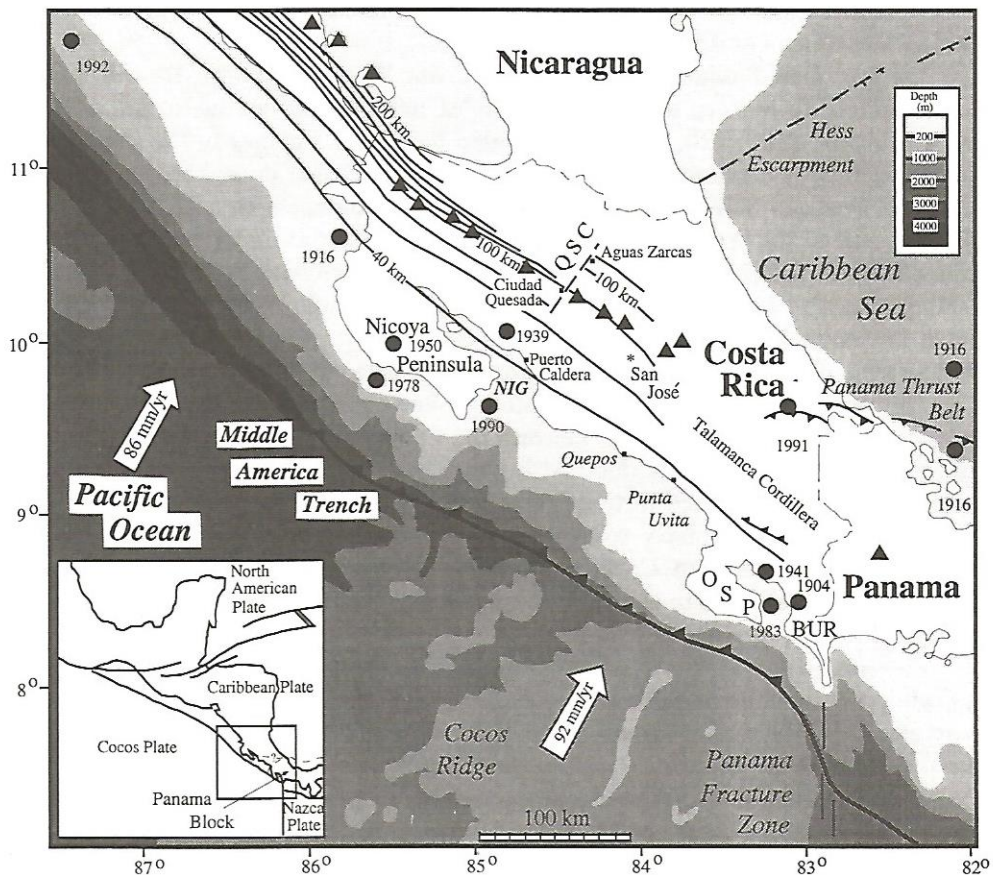 1992
Nicaragua
Depth
(m)
200
1000
2000
3000
4000
Hess
Escarpment
200 km
11°
1916
40 km
100 km
Q S C
Aguas Zarcas
100 km
Ciudad
Quesada
Caribbean
Sea
10°
Nicoya
1950
Peninsula
1978
1939
Puerto
Caldera
NIG
1990
*
San
José
Costa
Rica
1916
Panama Thrust
Belt
1991
1916
86 mm/yr
Middle
America
Trench
Pacific
Ocean
Quepos
Punta
Uvita
Talamanca Cordillera
9°
O
S
P
1941
1904
1983
BUR
Panama
8°
North
American
Plate
Caribbean Plate
Cocos Plate
Panama
Block
Nazca
Plate
Cocos
Ridge
92 mm/yr
Panama
Fracture
Zone
100 km
87° 86° 85° 84° 83° 82°